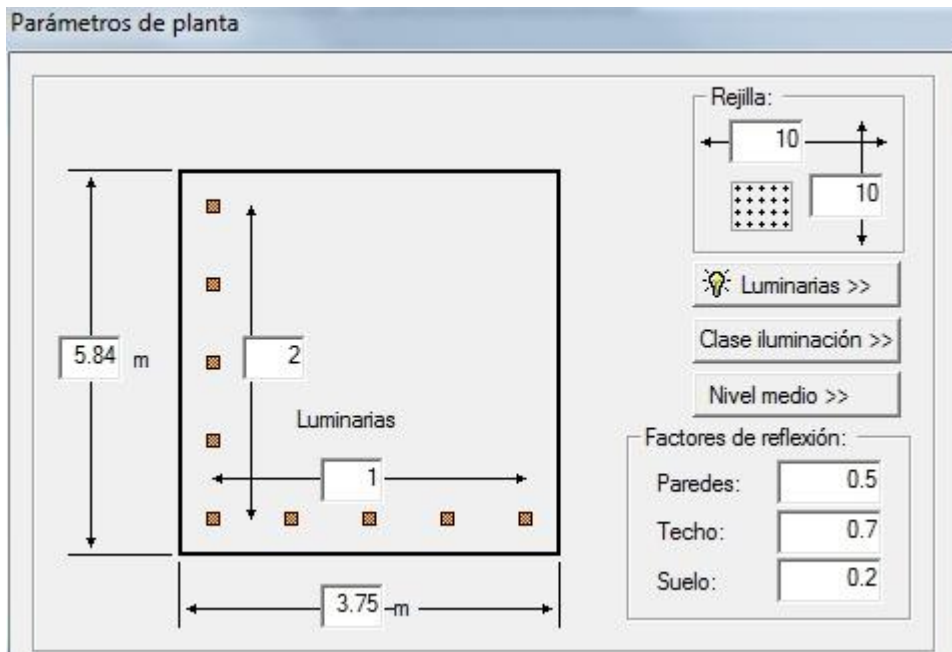 Parámetros de planta
Rejilla:
10
10
5.84 m
2
Luminarias
1
3.75 m
Luminarias >>
Clase iluminación >>
Nivel medio >>
Factores de reflexión:
Paredes: 0.5
Techo: 0.7
Suelo: 0.2